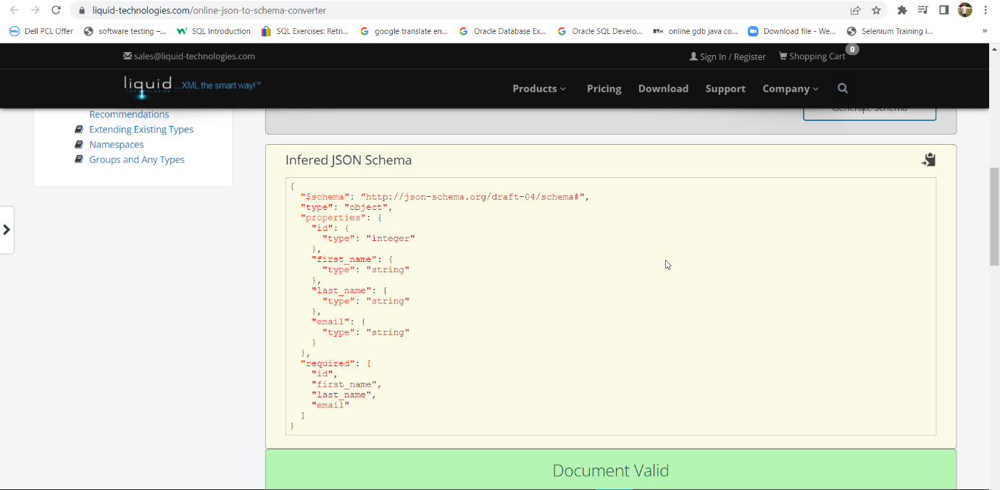 liquid-technologies.com/online-json-to-schema-converter
Dell PCL Offer software testing –... SQL Introduction SQL Exercises: Retri... google translate en... Oracle Database Ex... Oracle SQL Develo... online gdb java co... Download file - We... Selenium Training i... »
sales@liquid-technologies.com Sign In / Register Shopping Cart 0
liquid ...XML the smart way!™
TECHNOLOGIES
Products Pricing Download Support Company
Recommendations
Extending Existing Types
Namespaces
Groups and Any Types
Generate Schema
Infered JSON Schema
{
"$schema": "http://json-schema.org/draft-04/schema#",
"type": "object",
"properties": {
"id": {
"type": "integer"
},
"first_name": {
"type": "string"
},
"last_name": {
"type": "string"
},
"email": {
"type": "string"
}
},
"required": [
"id",
"first_name",
"last_name",
"email"
]
}
Document Valid